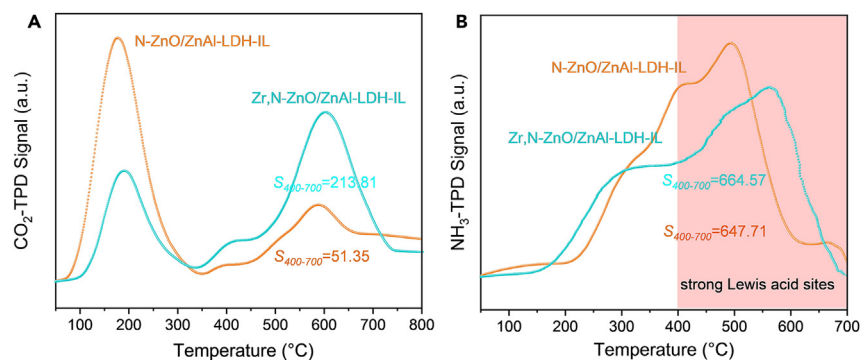 A
N-ZnO/ZnAl-LDH-IL
Zr,N-ZnO/ZnAl-LDH-IL
S400-700=213.81
S400-700=51.35
CO2-TPD Signal (a.u.)
100 200 300 400 500 600 700 800
Temperature (°C)
B
N-ZnO/ZnAl-LDH-IL
Zr,N-ZnO/ZnAl-LDH-IL
S400-700=664.57
S400-700=647.71
strong Lewis acid sites
NH3-TPD Signal (a.u.)
100 200 300 400 500 600 700
Temperature (°C)